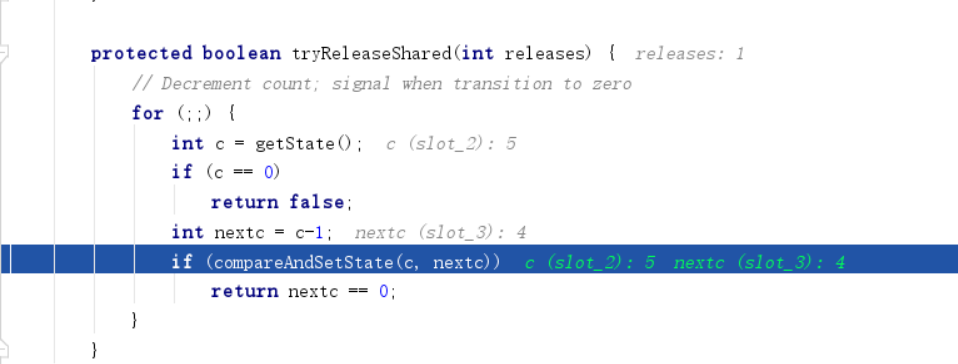 protected boolean tryReleaseShared(int releases) {  releases: 1
// Decrement count; signal when transition to zero
for (;;) {
int c = getState();  c (slot_2): 5
if (c == 0)
return false;
int nextc = c-1;  nextc (slot_3): 4
if (compareAndSetState(c, nextc))  c (slot_2): 5  nextc (slot_3): 4
return nextc == 0;
}
}